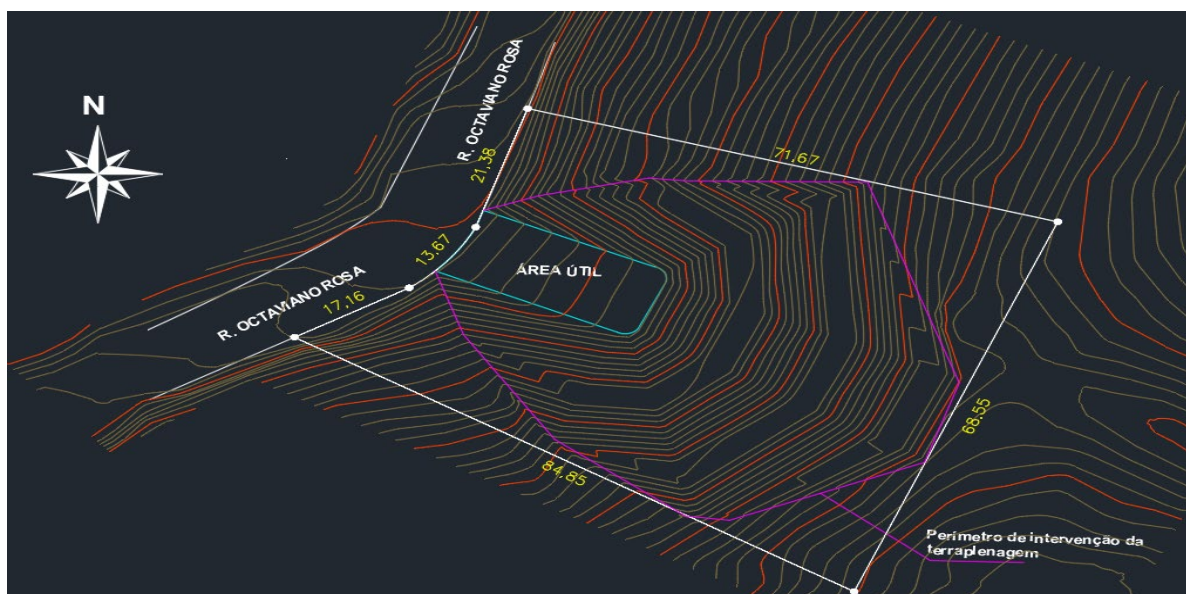 N
R. OCTAVIANO ROSA
21,38
71,67
13,67
ÁREA ÚTIL
R. OCTAVIANO ROSA
17,16
68,55
84,85
Perímetro de intervenção da
terraplenagem